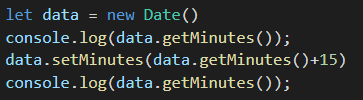 let data = new Date()
console.log(data.getMinutes());
data.setMinutes(data.getMinutes()+15)
console.log(data.getMinutes());